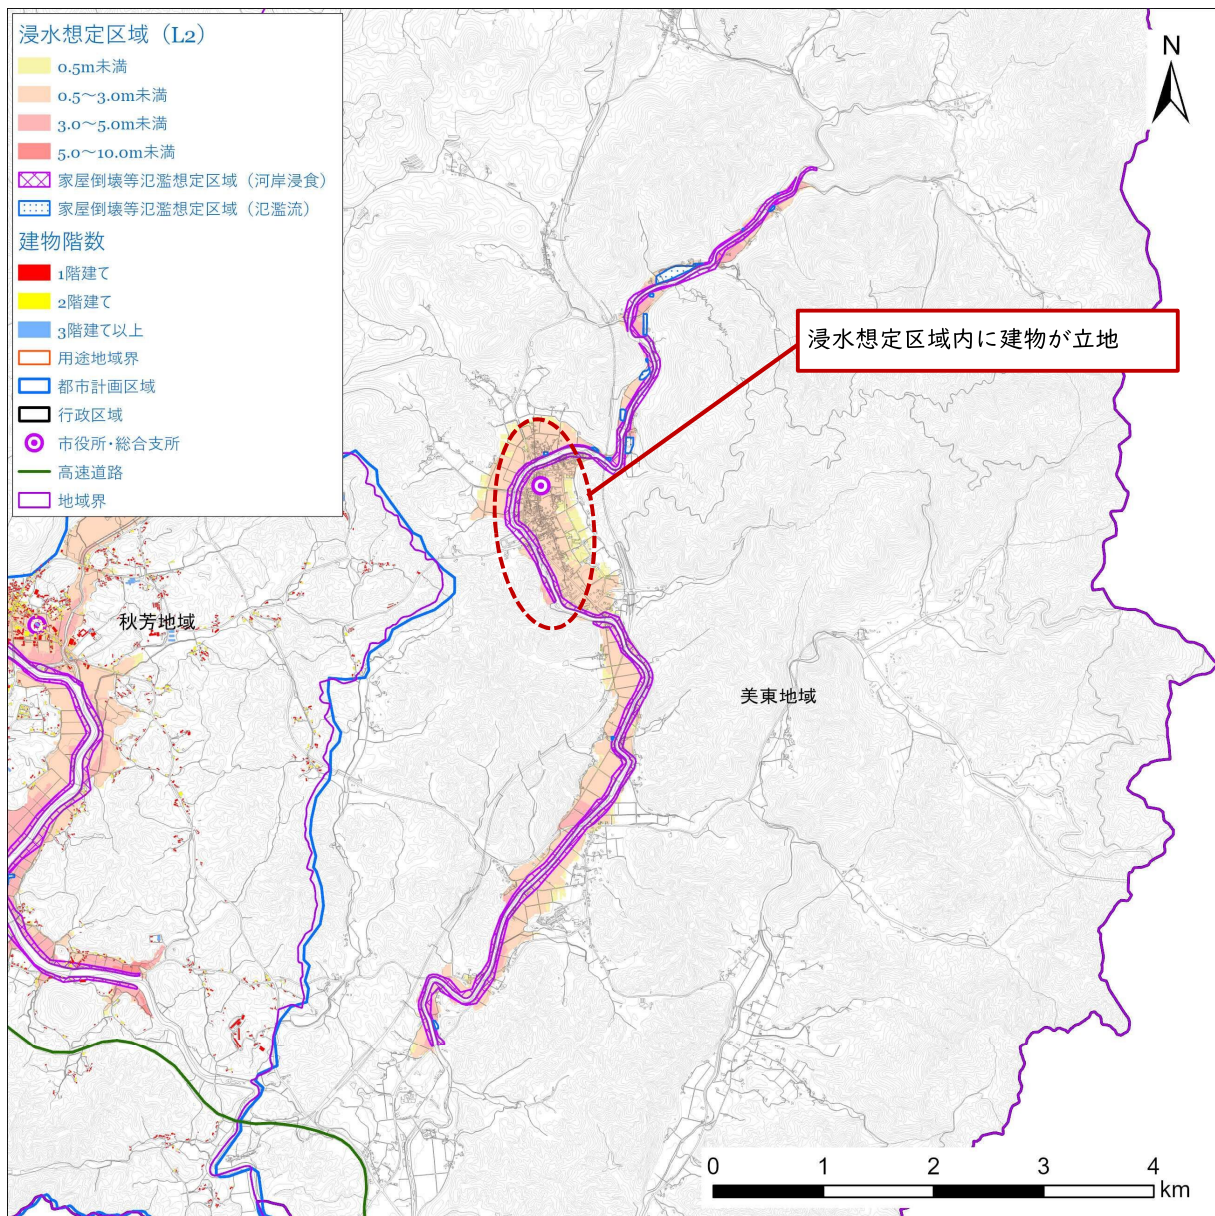 浸水想定区域（L2）
0.5m未満
0.5～3.0m未満
3.0～5.0m未満
5.0～10.0m未満
家屋倒壊等氾濫想定区域（河岸浸食）
家屋倒壊等氾濫想定区域（氾濫流）
建物階数
1階建て
2階建て
3階建て以上
用途地域界
都市計画区域
行政区域
市役所・総合支所
高速道路
地域界
N
浸水想定区域内に建物が立地
秋芳地域
美東地域
0 1 2 3 4
km